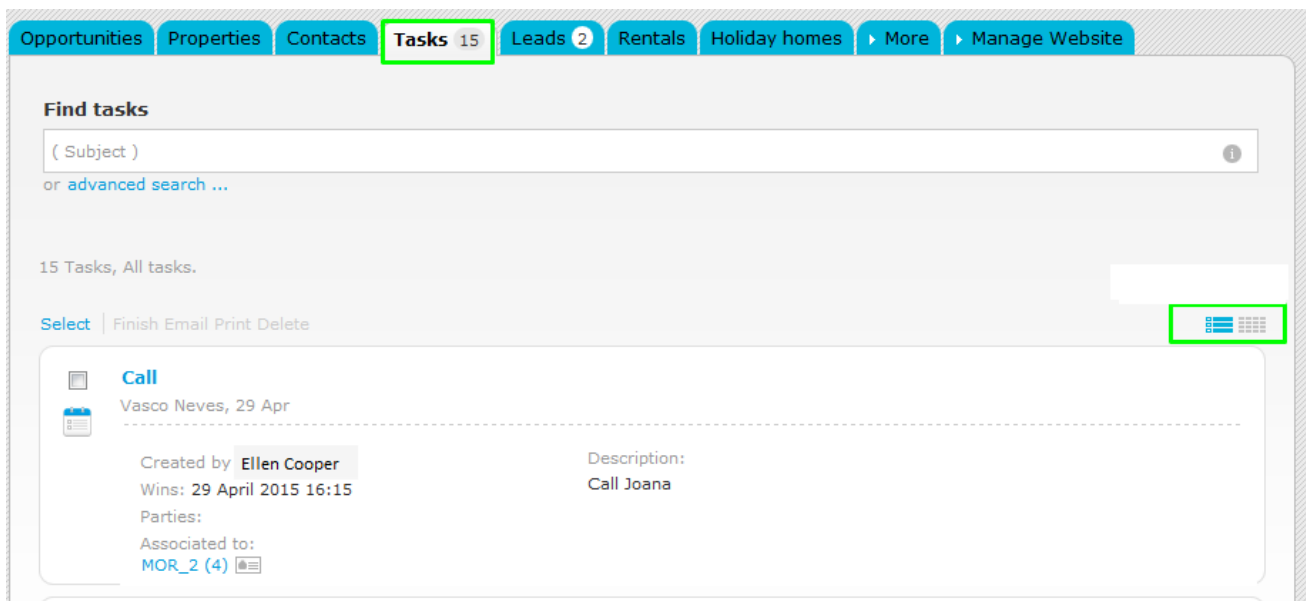 Opportunities Properties Contacts Tasks 15 Leads 2 Rentals Holiday homes More Manage Website
Find tasks
( Subject )
or advanced search ...
15 Tasks, All tasks.
Select Finish Email Print Delete
Call
Vasco Neves, 29 Apr
Created by Ellen Cooper
Description:
Wins: 29 April 2015 16:15
Call Joana
Parties:
Associated to:
MOR_2 (4)